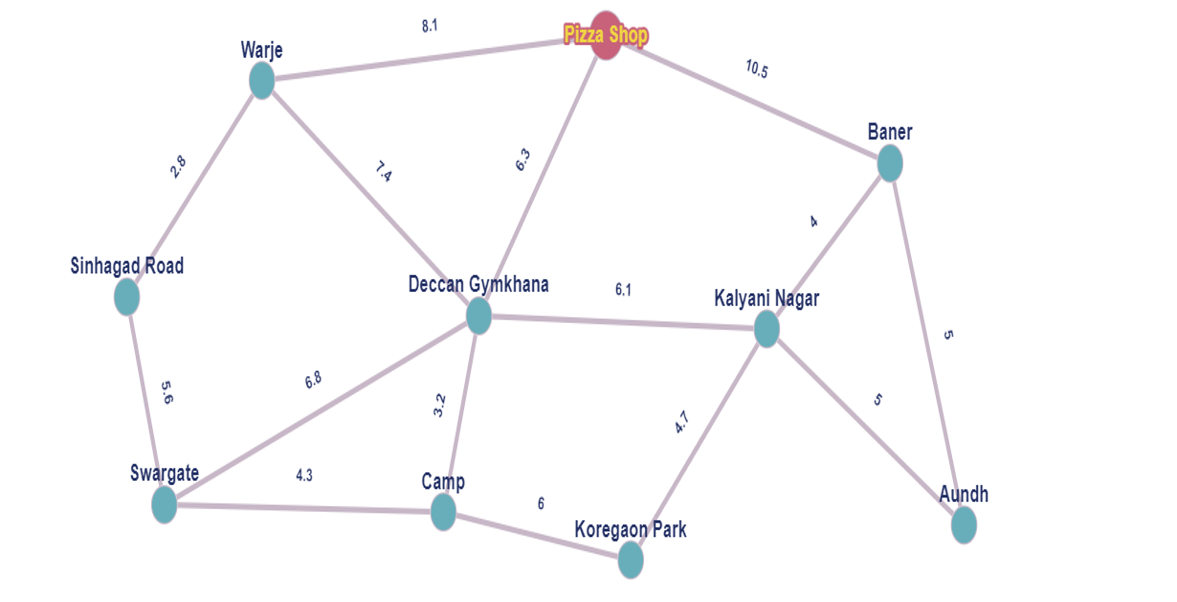 8.1
Pizza Shop
Warje
10.5
Baner
2.8
7.4
6.3
4
Sinhagad Road
Deccan Gymkhana
6.1
Kalyani Nagar
5
5.6
6.8
3.2
4.7
5
Swargate
4.3
Camp
6
Koregaon Park
Aundh